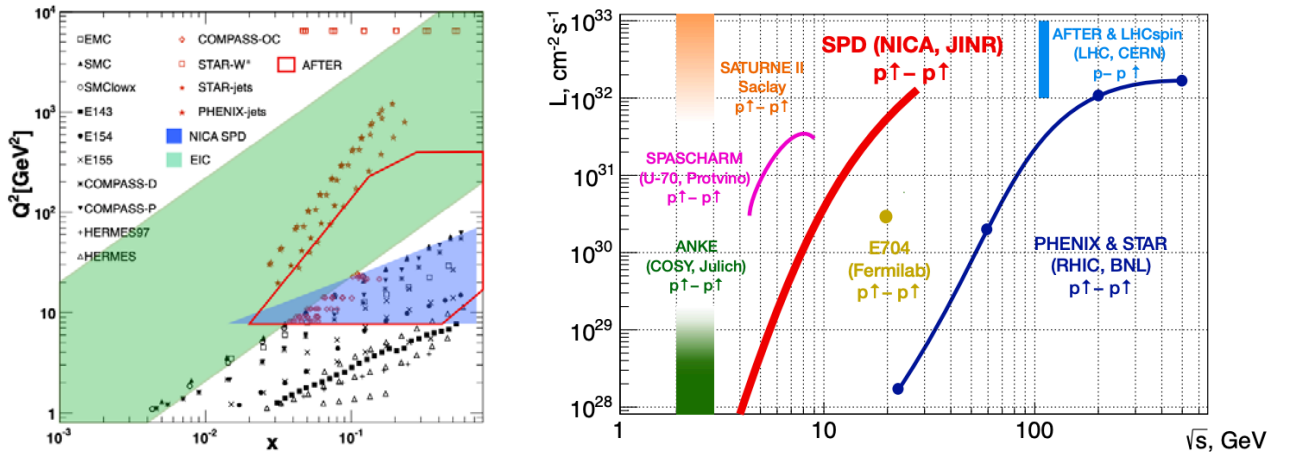 10⁴
10³
10²
10
1
Q²[GeV²]
10⁻³
10⁻²
10⁻¹
x
EMC
SMC
SMClowx
E143
E154
E155
COMPASS-D
COMPASS-P
HERMES97
HERMES
COMPASS-OC
STAR-W±
STAR-jets
PHENIX-jets
NICA SPD
EIC
AFTER
L, cm⁻² s⁻¹
10³³
10³²
10³¹
10³⁰
10²⁹
10²⁸
1
10
100
√s, GeV
SATURNE II
Saclay
p↑– p↑
SPD (NICA, JINR)
p↑– p↑
AFTER & LHCspin
(LHC, CERN)
p– p↑
SPASCHARM
(U-70, Protvino)
p↑– p↑
ANKE
(COSY, Julich)
p↑– p↑
E704
(Fermilab)
p↑– p↑
PHENIX & STAR
(RHIC, BNL)
p↑– p↑